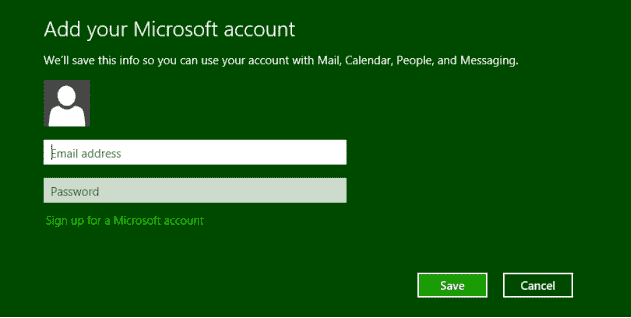 Add your Microsoft account
We'll save this info so you can use your account with Mail, Calendar, People, and Messaging.
Email address
Password
Sign up for a Microsoft account
Save Cancel